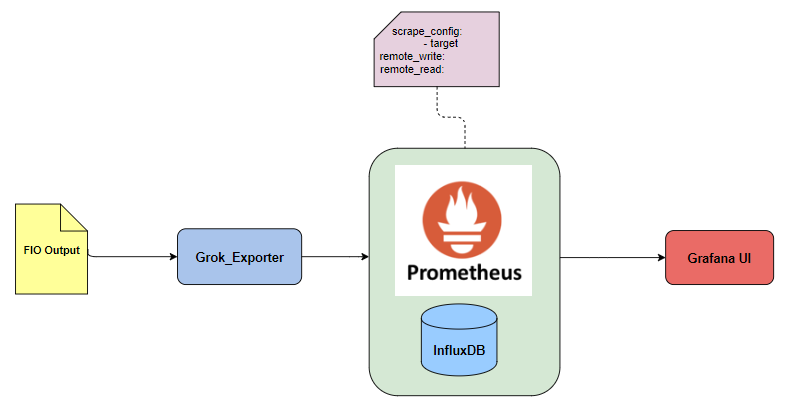 scrape_config:
- target
remote_write:
remote_read:
FIO Output
Grok_Exporter
Prometheus
InfluxDB
Grafana UI